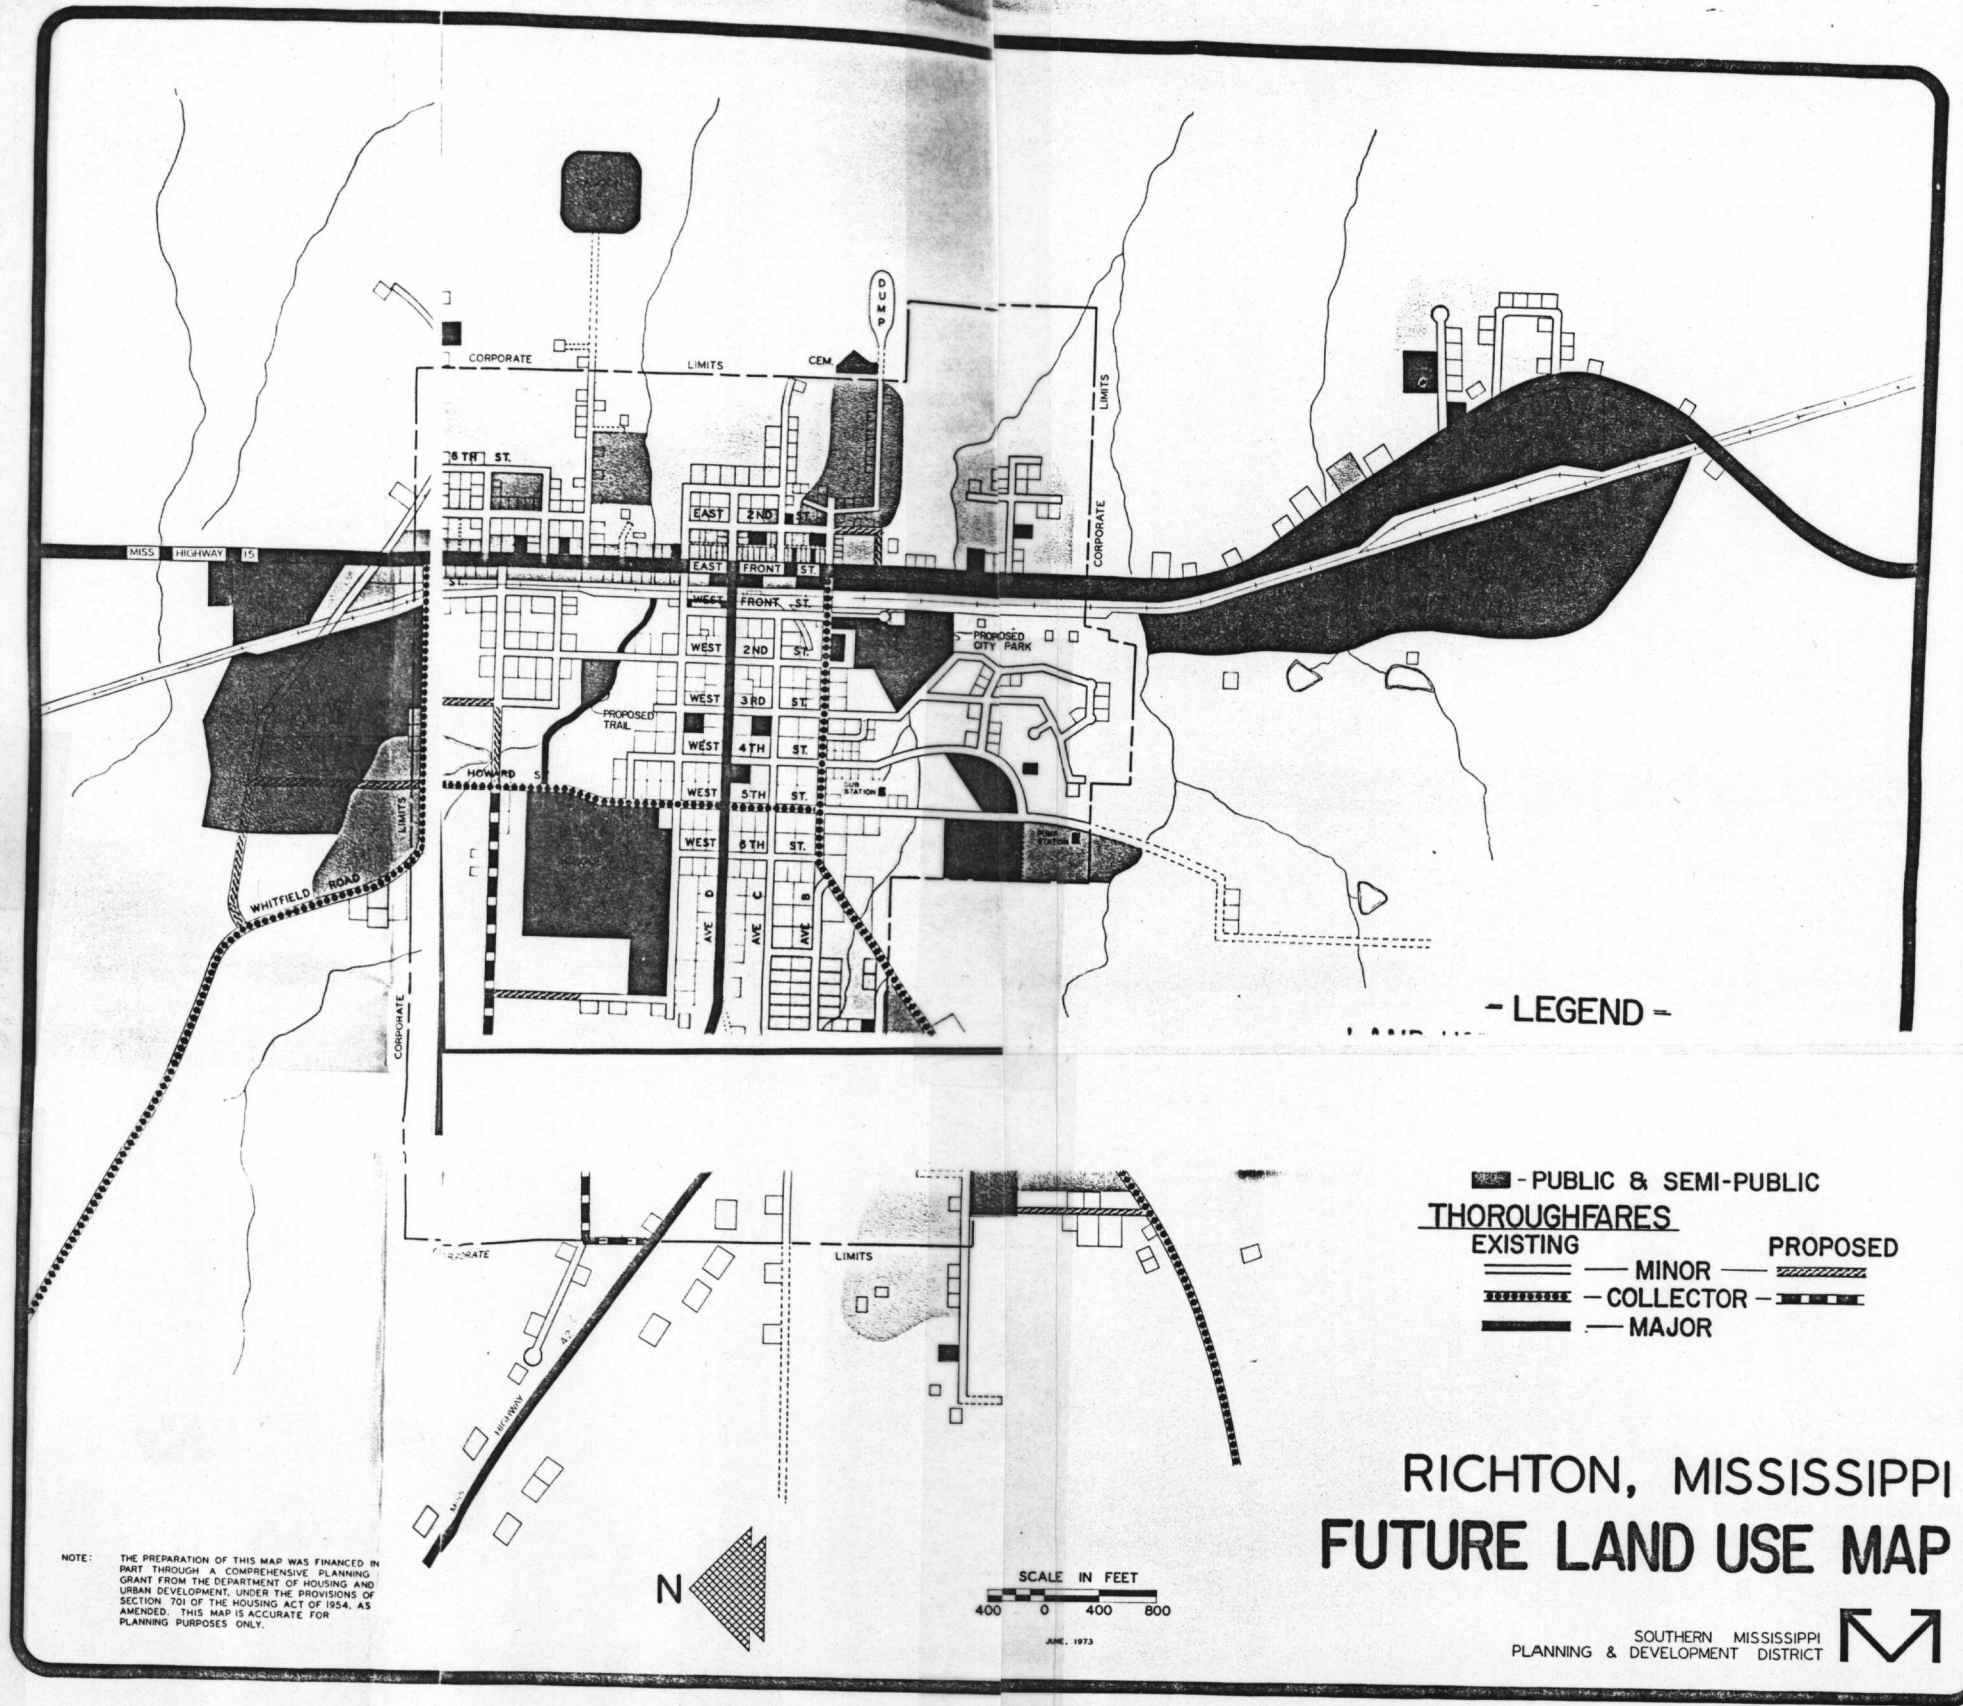 DUMP
CORPORATE
LIMITS
CEM.
LIMITS
CORPORATE
6TH ST.
EAST 2ND ST.
MISS HIGHWAY 15
EAST FRONT ST.
ST.
WEST FRONT ST.
PROPOSED
CITY PARK
WEST 2ND ST.
WEST 3RD ST.
PROPOSED
TRAIL
WEST 4TH ST.
HOWARD S
SUB
STATION
WEST 5TH ST.
LIMITS
PUMP
STATION
WEST 6TH ST.
WHITFIELD ROAD
AVE D
AVE C
AVE B
CORPORATE
- LEGEND -
CORPORATE
LIMITS
MISS HIGHWAY 42
- PUBLIC & SEMI-PUBLIC
THOROUGHFARES
EXISTING PROPOSED
MINOR
COLLECTOR
MAJOR
RICHTON, MISSISSIPPI
FUTURE LAND USE MAP
NOTE: THE PREPARATION OF THIS MAP WAS FINANCED IN
PART THROUGH A COMPREHENSIVE PLANNING
GRANT FROM THE DEPARTMENT OF HOUSING AND
URBAN DEVELOPMENT, UNDER THE PROVISIONS OF
SECTION 701 OF THE HOUSING ACT OF 1954, AS
AMENDED. THIS MAP IS ACCURATE FOR
PLANNING PURPOSES ONLY.
N
SCALE IN FEET
400 0 400 800
JUNE, 1973
SOUTHERN MISSISSIPPI
PLANNING & DEVELOPMENT DISTRICT